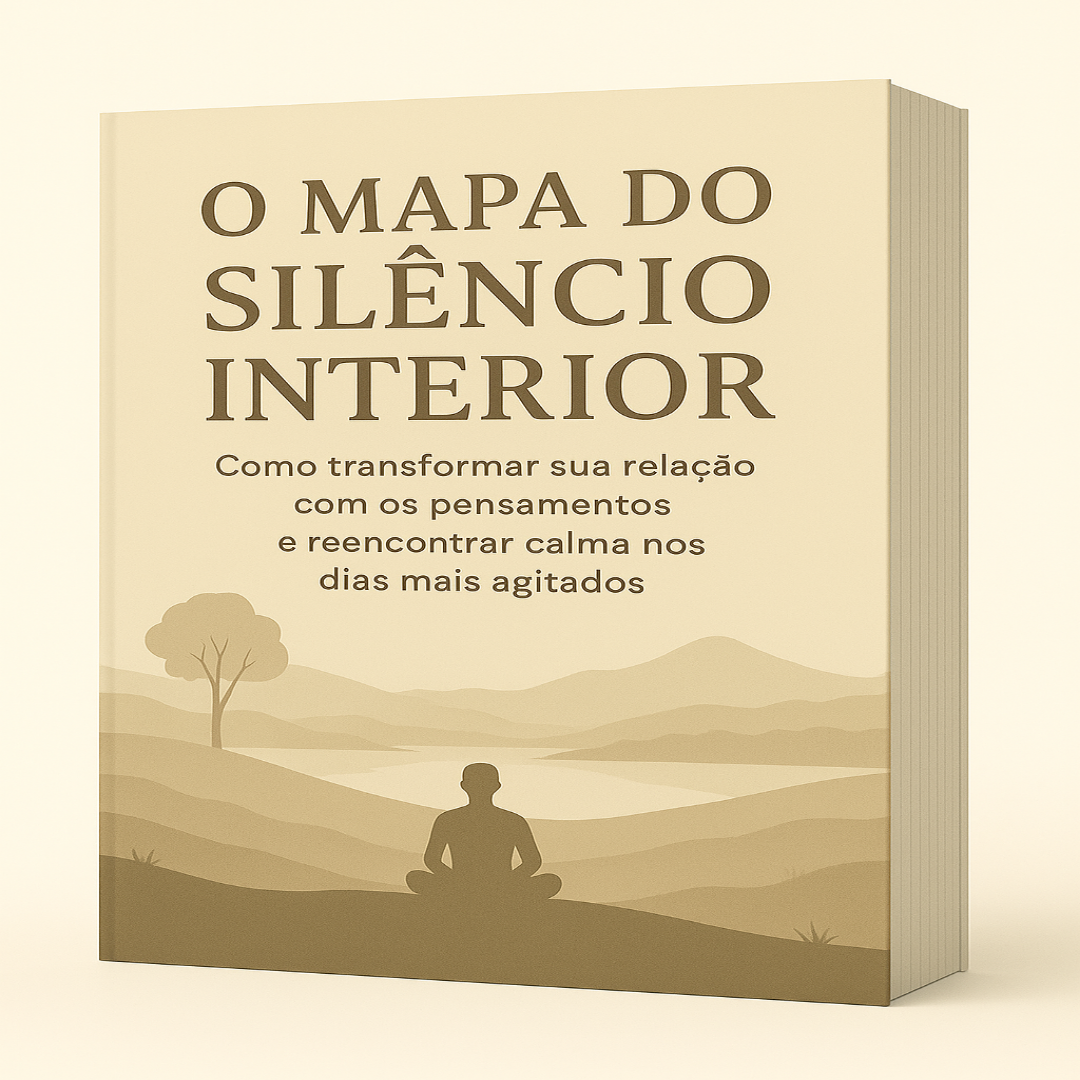 O MAPA DO
SILÊNCIO
INTERIOR
Como transformar sua relação
com os pensamentos
e reencontrar calma nos
dias mais agitados